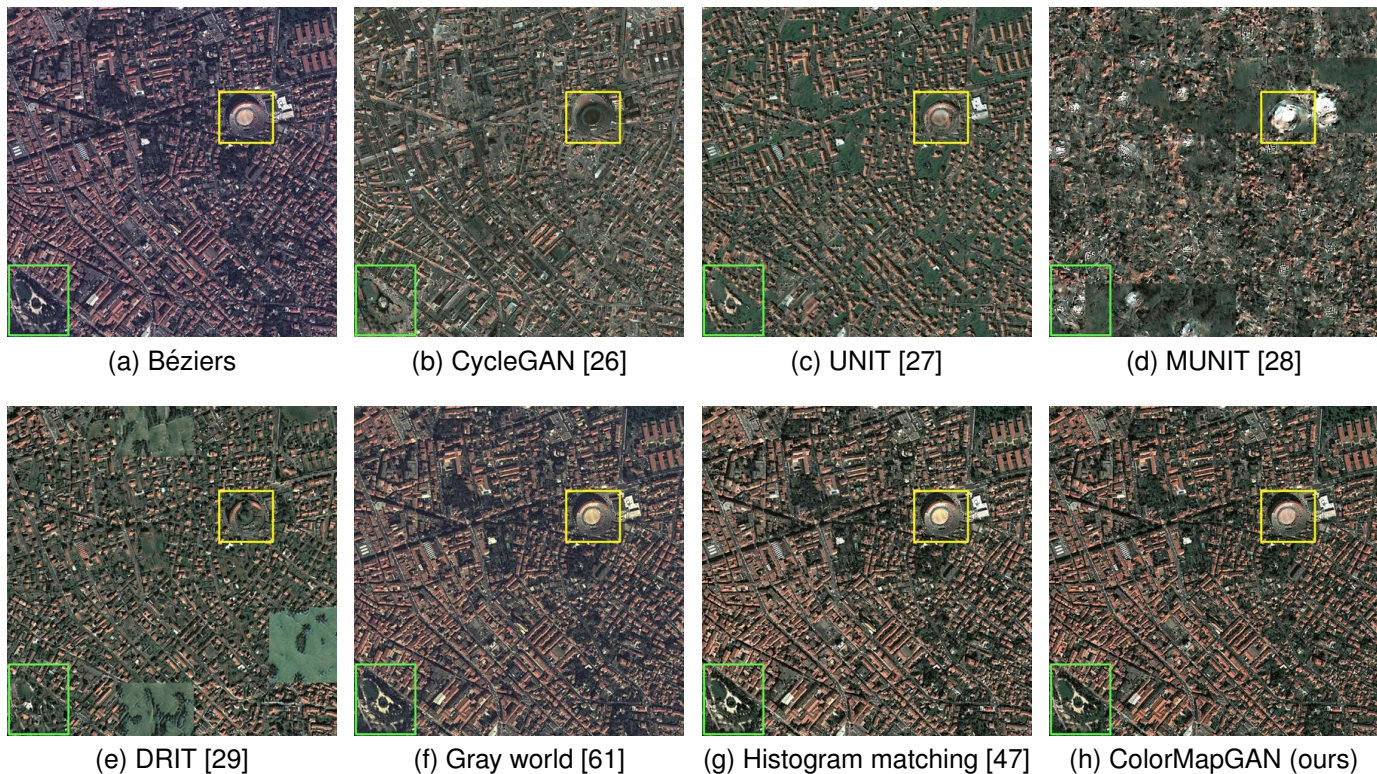 (a) Béziers
(b) CycleGAN [26]
(c) UNIT [27]
(d) MUNIT [28]
(e) DRIT [29]
(f) Gray world [61]
(g) Histogram matching [47]
(h) ColorMapGAN (ours)